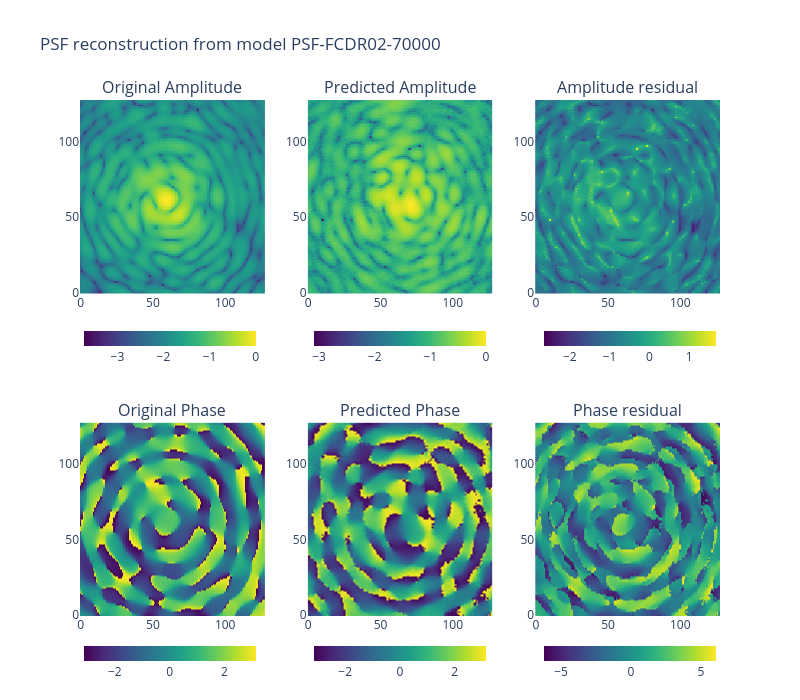 PSF reconstruction from model PSF-FCDR02-70000
Original Amplitude
Predicted Amplitude
Amplitude residual
100
50
0
0 50 100
100
50
0
0 50 100
100
50
0
0 50 100
−3 −2 −1 0
−3 −2 −1 0
−2 −1 0 1
Original Phase
Predicted Phase
Phase residual
100
50
0
0 50 100
100
50
0
0 50 100
100
50
0
0 50 100
−2 0 2
−2 0 2
−5 0 5